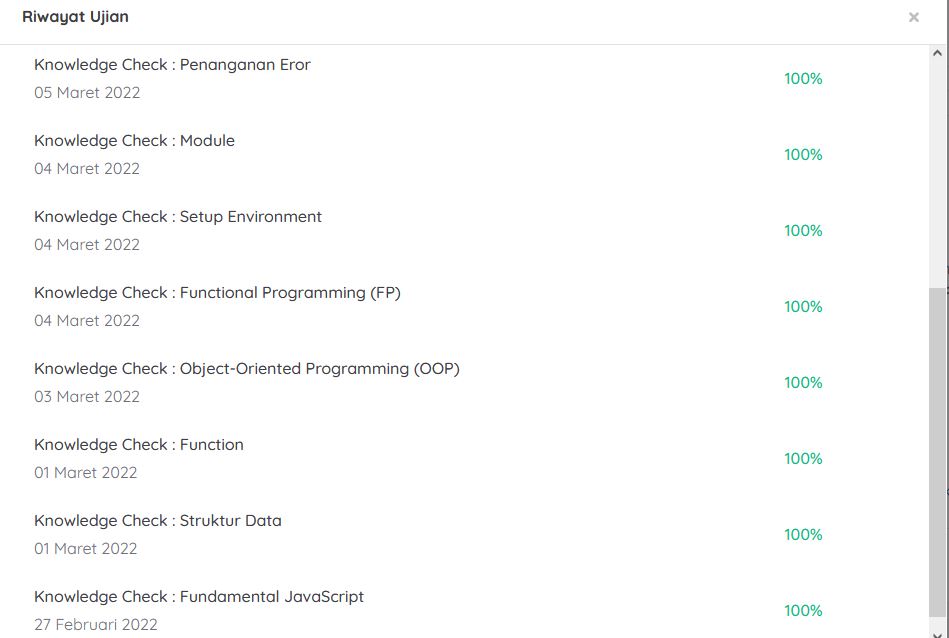 Riwayat Ujian
Knowledge Check : Penanganan Eror
100%
05 Maret 2022
Knowledge Check : Module
100%
04 Maret 2022
Knowledge Check : Setup Environment
100%
04 Maret 2022
Knowledge Check : Functional Programming (FP)
100%
04 Maret 2022
Knowledge Check : Object-Oriented Programming (OOP)
100%
03 Maret 2022
Knowledge Check : Function
100%
01 Maret 2022
Knowledge Check : Struktur Data
100%
01 Maret 2022
Knowledge Check : Fundamental JavaScript
100%
27 Februari 2022